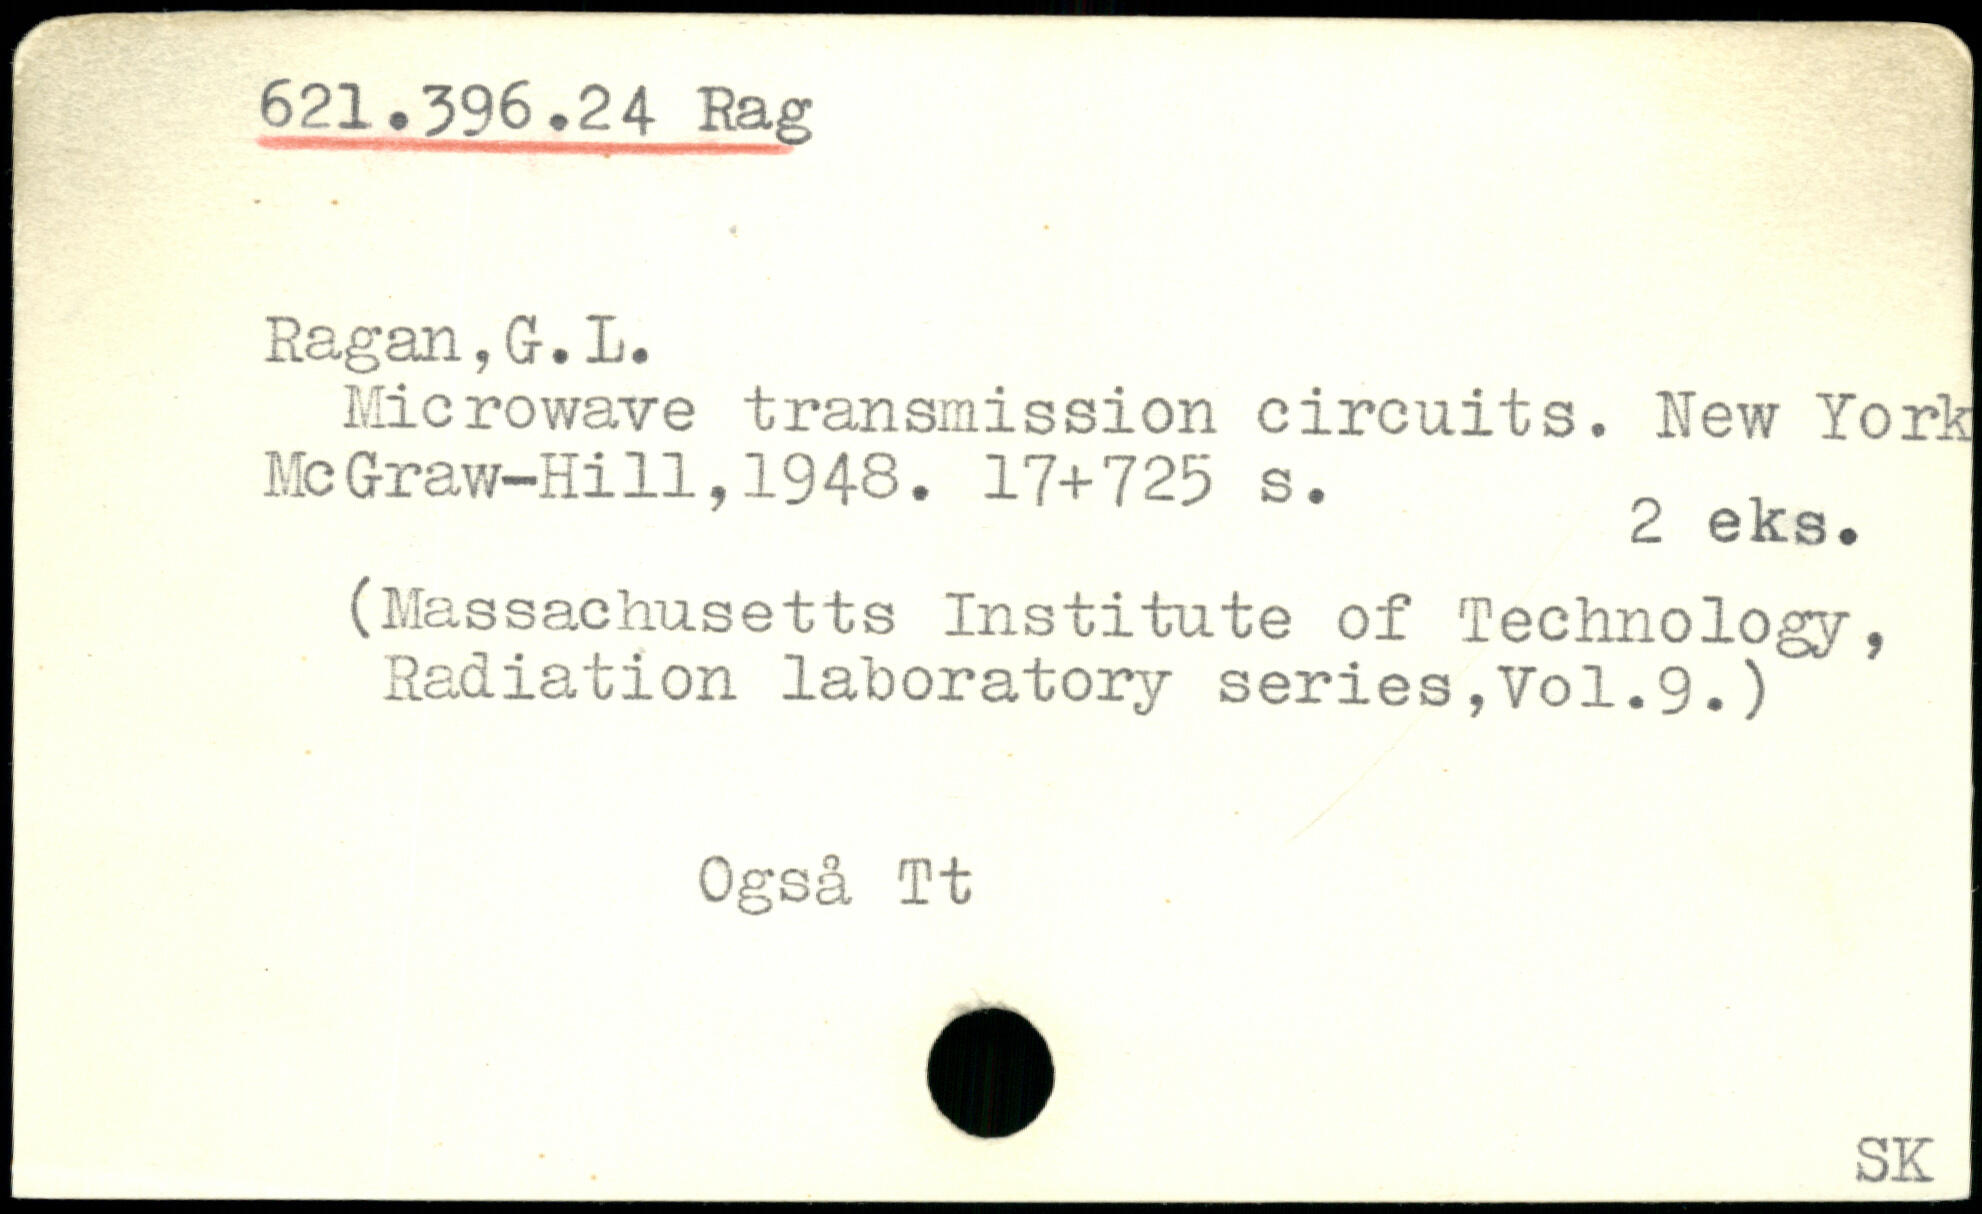 621.396.24 Rag
Ragan,G.L.
Microwave transmission circuits. New York
McGraw-Hill,1948. 17+725 s.
2 eks.
(Massachusetts Institute of Technology,
Radiation laboratory series,Vol.9.)
Også Tt
SK